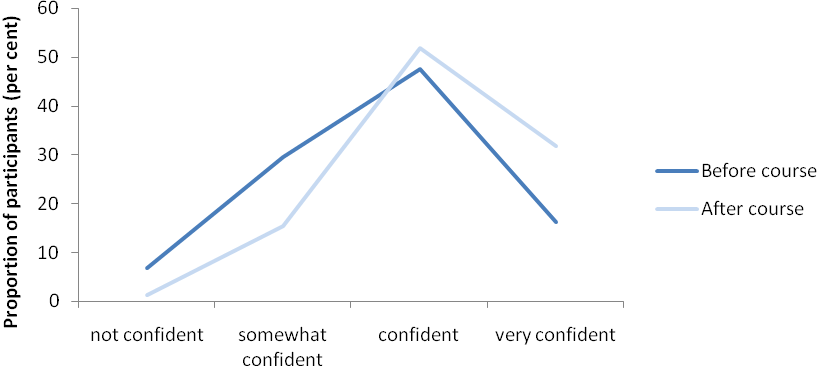 Proportion of participants (per cent)
60
50
40
30
20
10
0
not confident
somewhat
confident
confident
very confident
Before course
After course